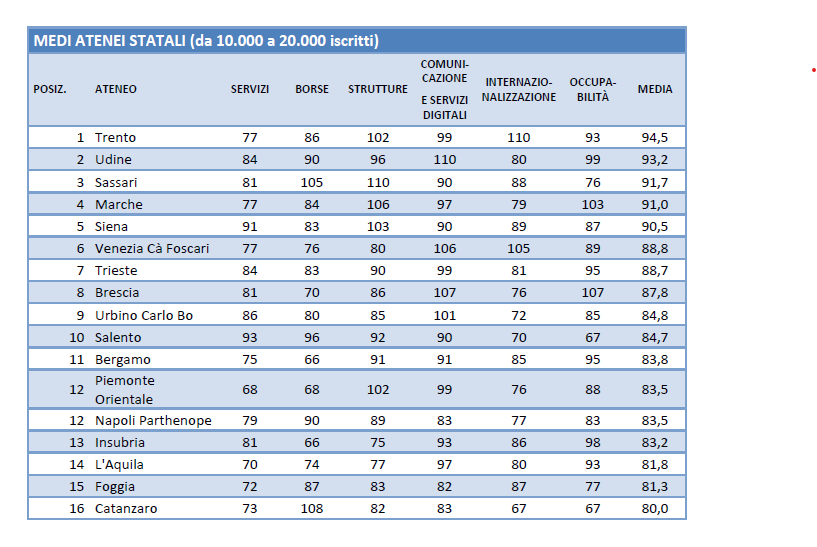 MEDI ATENEI STATALI (da 10.000 a 20.000 iscritti)
POSIZ. ATENEO SERVIZI BORSE STRUTTURE COMUNI-CAZIONE E SERVIZI DIGITALI INTERNAZIO-NALIZZAZIONE OCCUPA-BILITÀ MEDIA
1 Trento 77 86 102 99 110 93 94,5
2 Udine 84 90 96 110 80 99 93,2
3 Sassari 81 105 110 90 88 76 91,7
4 Marche 77 84 106 97 79 103 91,0
5 Siena 91 83 103 90 89 87 90,5
6 Venezia Cà Foscari 77 76 80 106 105 89 88,8
7 Trieste 84 83 90 99 81 95 88,7
8 Brescia 81 70 86 107 76 107 87,8
9 Urbino Carlo Bo 86 80 85 101 72 85 84,8
10 Salento 93 96 92 90 70 67 84,7
11 Bergamo 75 66 91 91 85 95 83,8
12 Piemonte Orientale 68 68 102 99 76 88 83,5
12 Napoli Parthenope 79 90 89 83 77 83 83,5
13 Insubria 81 66 75 93 86 98 83,2
14 L'Aquila 70 74 77 97 80 93 81,8
15 Foggia 72 87 83 82 87 77 81,3
16 Catanzaro 73 108 82 83 67 67 80,0